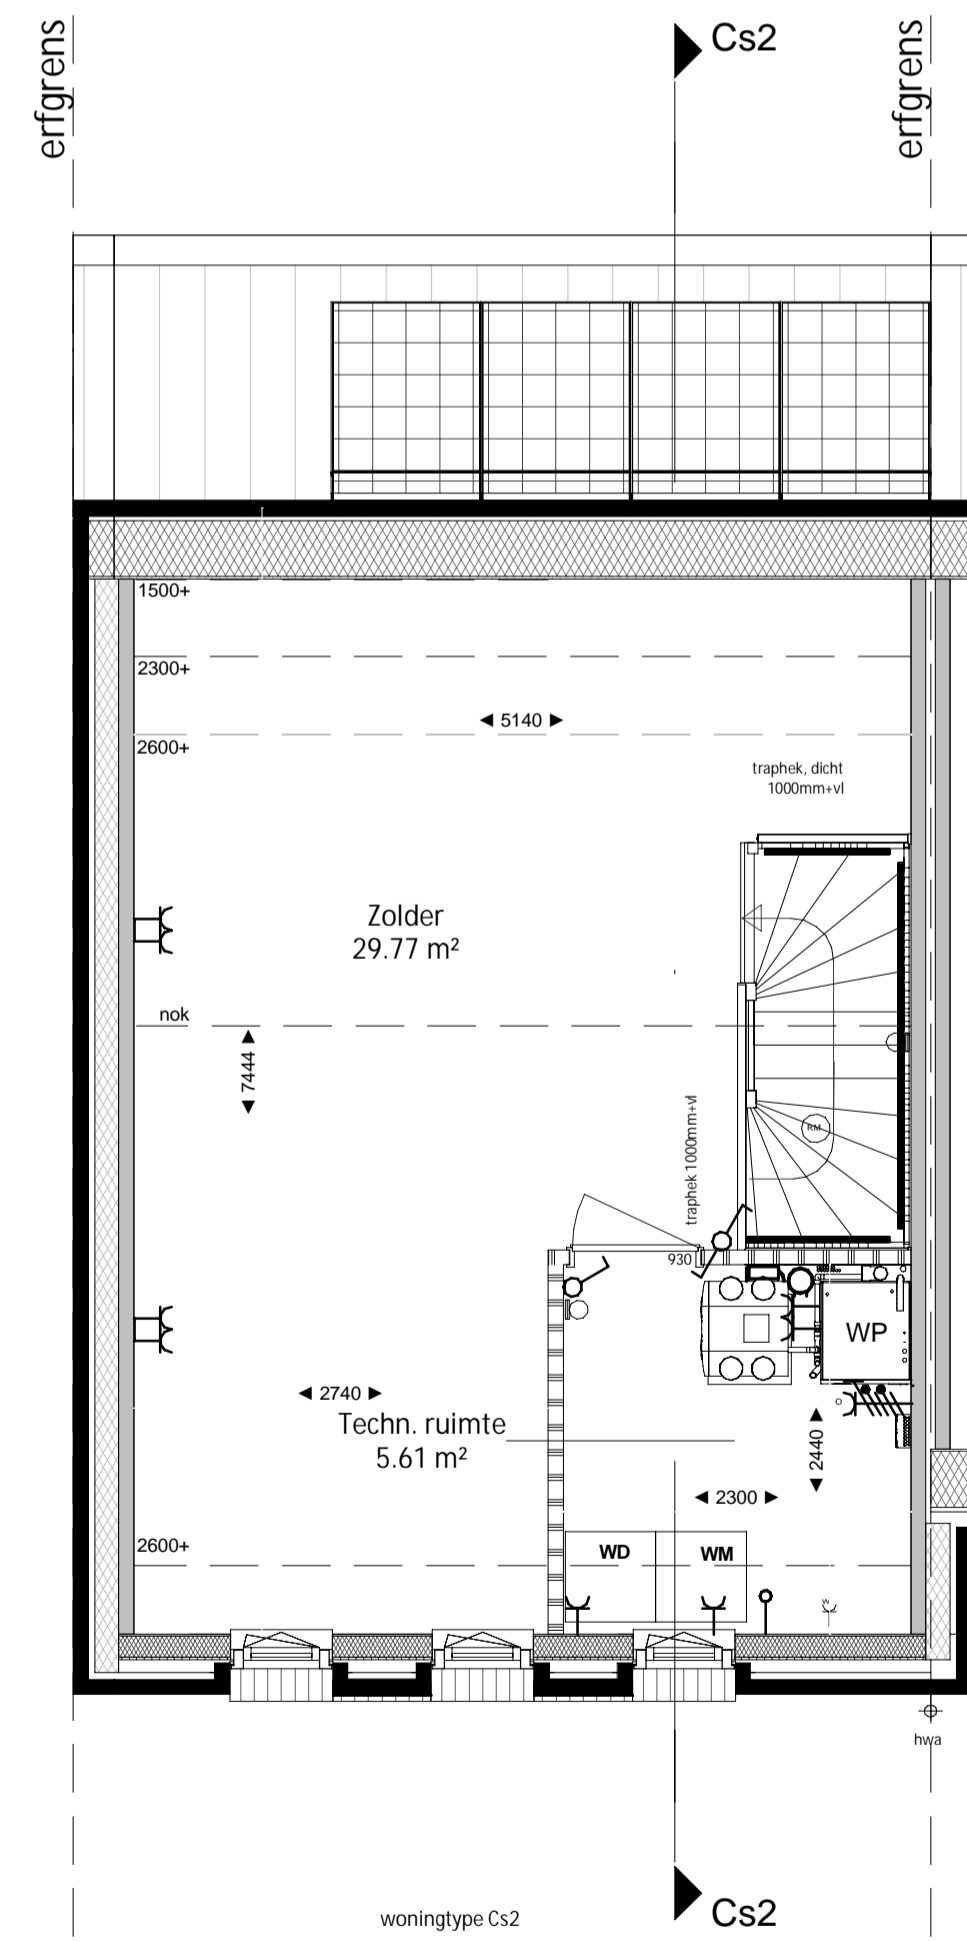 erfgrens
Cs2
erfgrens
1500+
2300+
◄ 5140 ►
2600+
traphek, dicht
1000mm+vl
Zolder
29.77 m²
nok
◄ 7444 ►
RM
traphek 1000mm+vl
930
WP
◄ 2740 ►
Techn. ruimte
5.61 m²
◄ 2440 ►
◄ 2300 ►
2600+
WD
WM
w
hwa
woningtype Cs2
Cs2